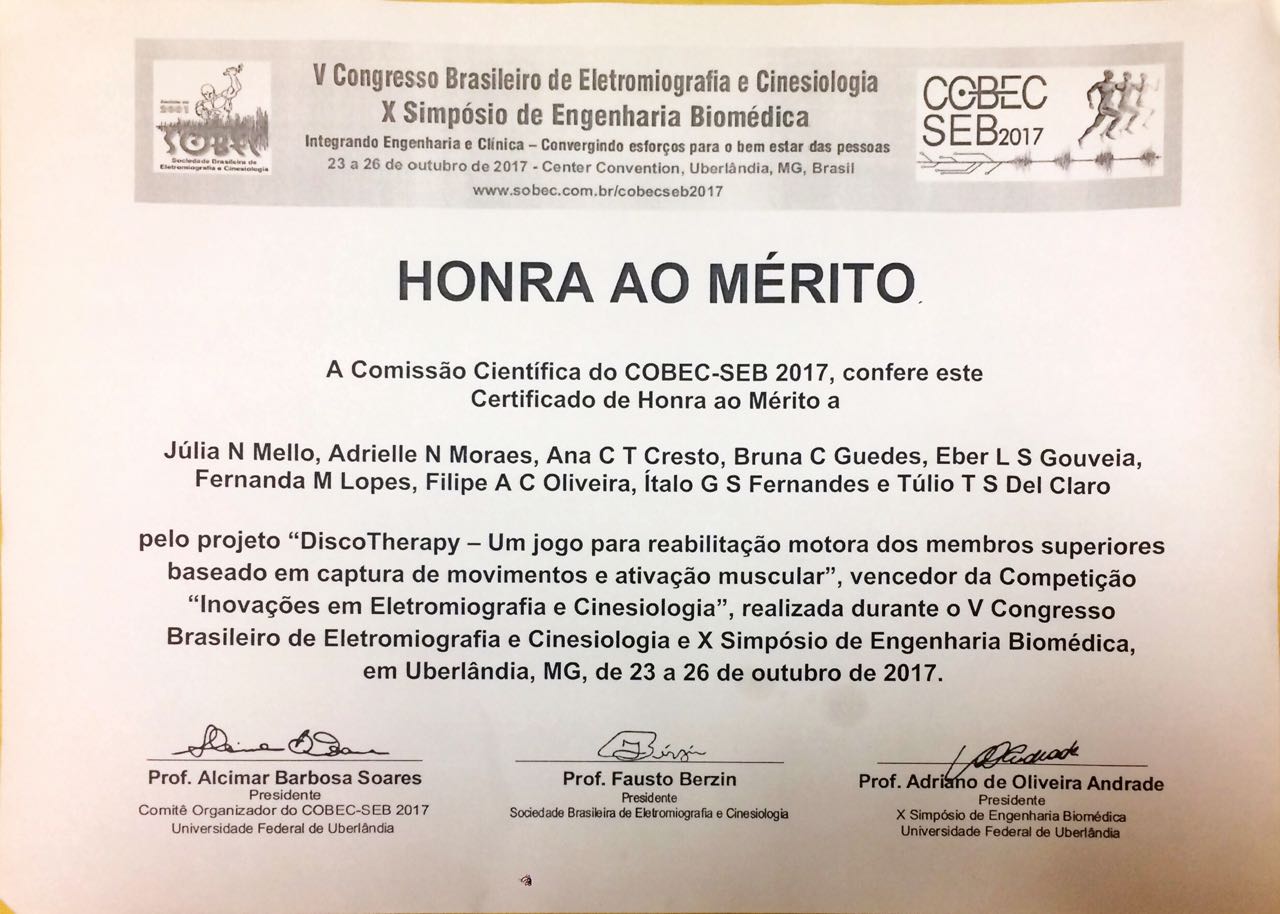 V Congresso Brasileiro de Eletromiografia e Cinesiologia
X Simpósio de Engenharia Biomédica
Integrando Engenharia e Clínica – Convergindo esforços para o bem estar das pessoas
23 a 26 de outubro de 2017 - Center Convention, Uberlândia, MG, Brasil
www.sobec.com.br/cobecseb2017
2001
SOBEC
Sociedade Brasileira de
Eletromiografia e Cinesiologia
COBEC
SEB2017
HONRA AO MÉRITO
A Comissão Científica do COBEC-SEB 2017, confere este
Certificado de Honra ao Mérito a
Júlia N Mello, Adrielle N Moraes, Ana C T Cresto, Bruna C Guedes, Eber L S Gouveia,
Fernanda M Lopes, Filipe A C Oliveira, Ítalo G S Fernandes e Túlio T S Del Claro
pelo projeto “DiscoTherapy – Um jogo para reabilitação motora dos membros superiores
baseado em captura de movimentos e ativação muscular”, vencedor da Competição
“Inovações em Eletromiografia e Cinesiologia”, realizada durante o V Congresso
Brasileiro de Eletromiografia e Cinesiologia e X Simpósio de Engenharia Biomédica,
em Uberlândia, MG, de 23 a 26 de outubro de 2017.
Prof. Alcimar Barbosa Soares
Presidente
Comitê Organizador do COBEC-SEB 2017
Universidade Federal de Uberlândia
Prof. Fausto Berzin
Presidente
Sociedade Brasileira de Eletromiografia e Cinesiologia
Prof. Adriano de Oliveira Andrade
Presidente
X Simpósio de Engenharia Biomédica
Universidade Federal de Uberlândia